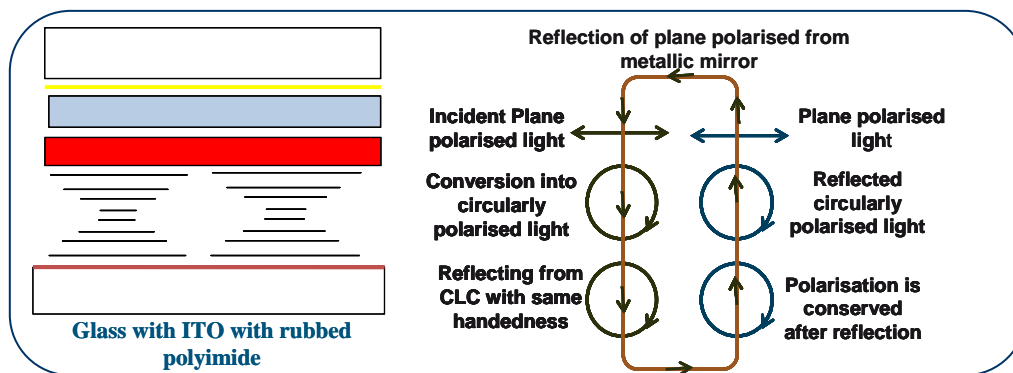 Reflection of plane polarised from
metallic mirror
Incident Plane
polarised light
Plane polarised
light
Conversion into
circularly
polarised light
Reflected
circularly
polarised light
Reflecting from
CLC with same
handedness
Polarisation is
conserved
after reflection
Glass with ITO with rubbed
polyimide